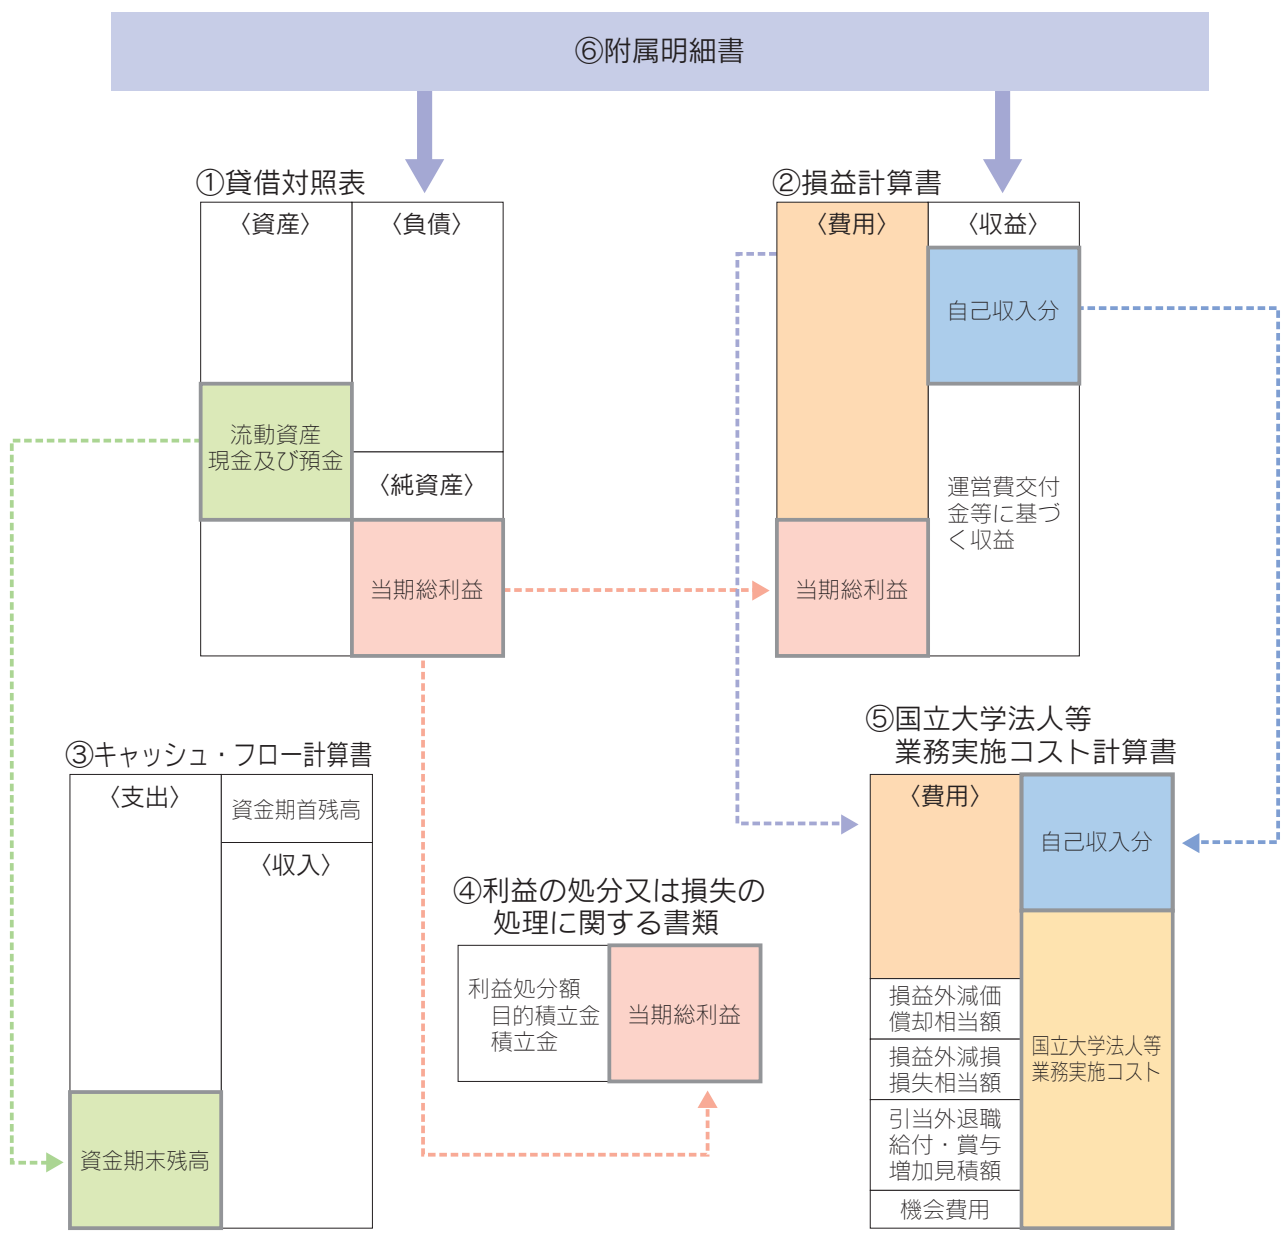 ⑥附属明細書
①貸借対照表
〈資産〉
〈負債〉
流動資産
現金及び預金
〈純資産〉
当期総利益
②損益計算書
〈費用〉
〈収益〉
自己収入分
運営費交付
金等に基づ
く収益
当期総利益
③キャッシュ・フロー計算書
〈支出〉
資金期首残高
〈収入〉
資金期末残高
④利益の処分又は損失の
処理に関する書類
利益処分額
目的積立金
積立金
当期総利益
⑤国立大学法人等
業務実施コスト計算書
〈費用〉
自己収入分
損益外減価
償却相当額
損益外減損
損失相当額
引当外退職
給付・賞与
増加見積額
機会費用
国立大学法人等
業務実施コスト